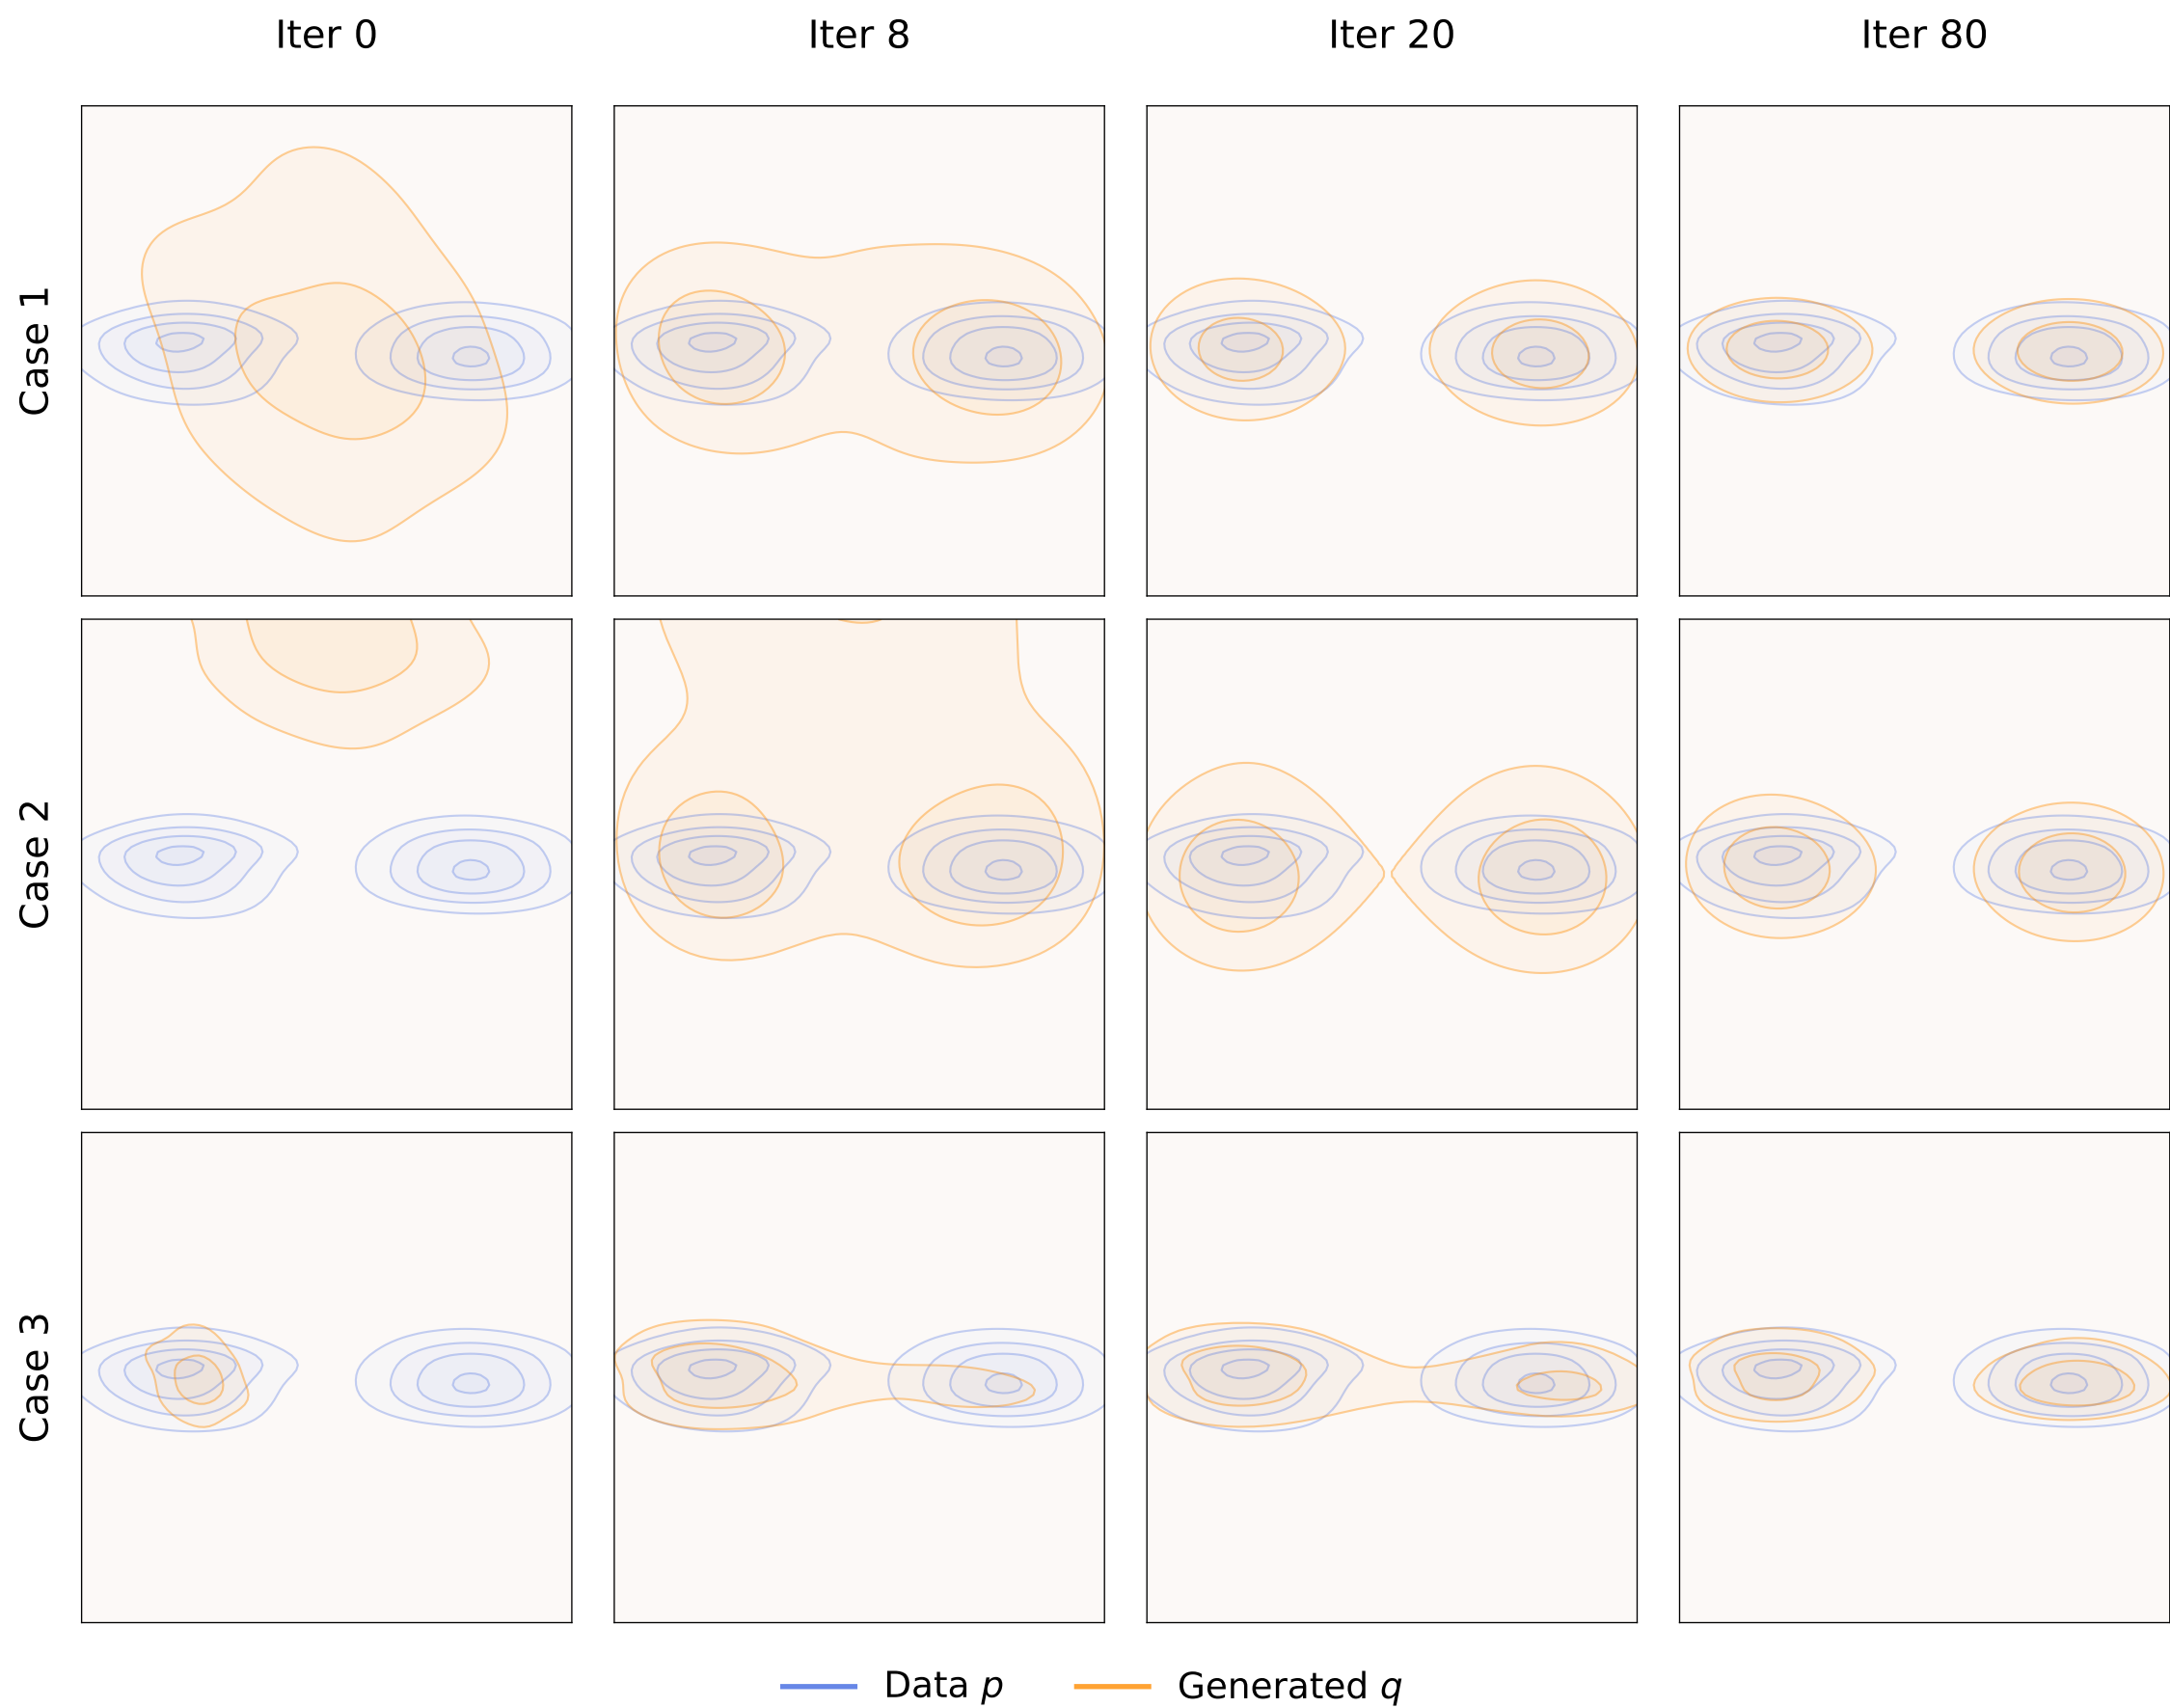 Iter 0 Iter 8 Iter 20 Iter 80
Case 1
Case 2
Case 3
Data p Generated q